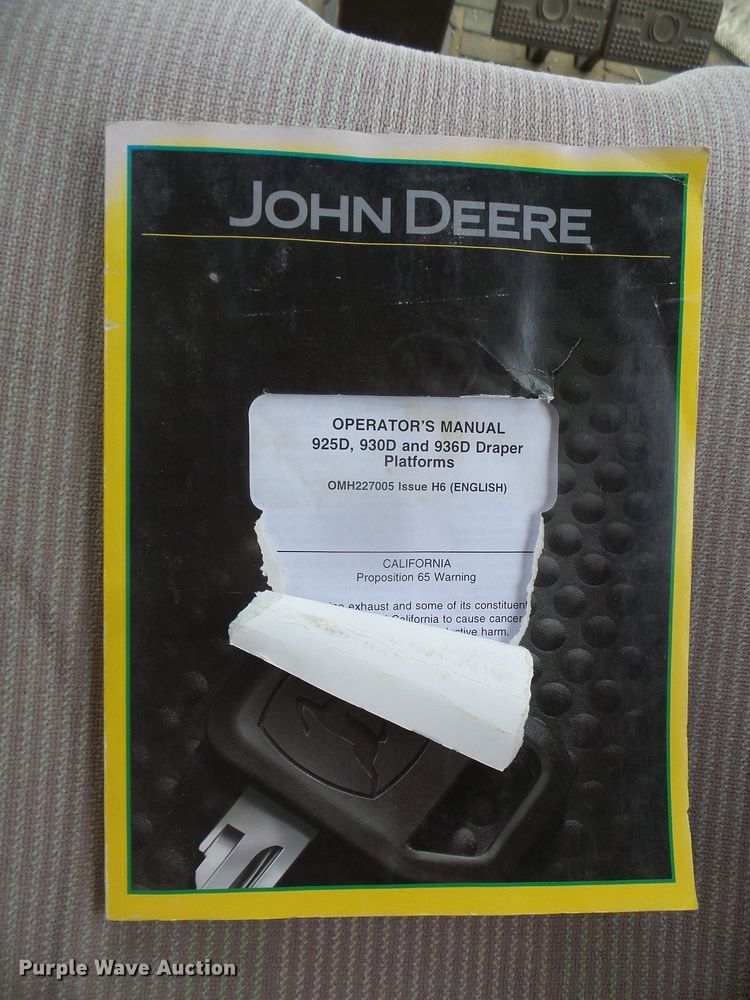 JOHN DEERE
OPERATOR'S MANUAL
925D, 930D and 936D Draper
Platforms
OMH227005 Issue H6 (ENGLISH)
CALIFORNIA
Proposition 65 Warning
exhaust and some of its constituent
California to cause cancer
harm.
Purple Wave Auction